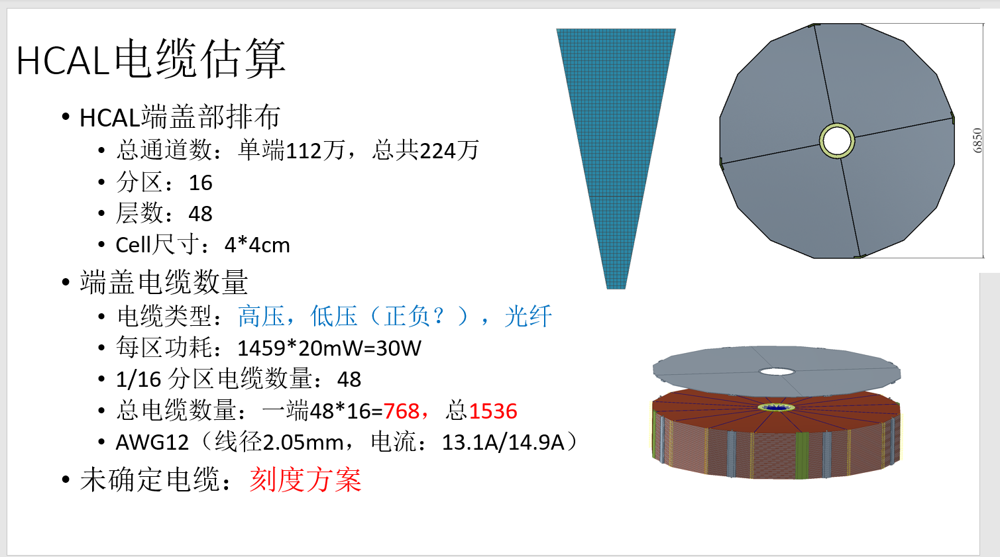 HCAL电缆估算
• HCAL端盖部排布
• 总通道数：单端112万，总共224万
• 分区：16
• 层数：48
• Cell尺寸：4*4cm
• 端盖电缆数量
• 电缆类型：高压，低压（正负？），光纤
• 每区功耗：1459*20mW=30W
• 1/16 分区电缆数量：48
• 总电缆数量：一端48*16=768，总1536
• AWG12（线径2.05mm，电流：13.1A/14.9A）
• 未确定电缆：刻度方案
6850